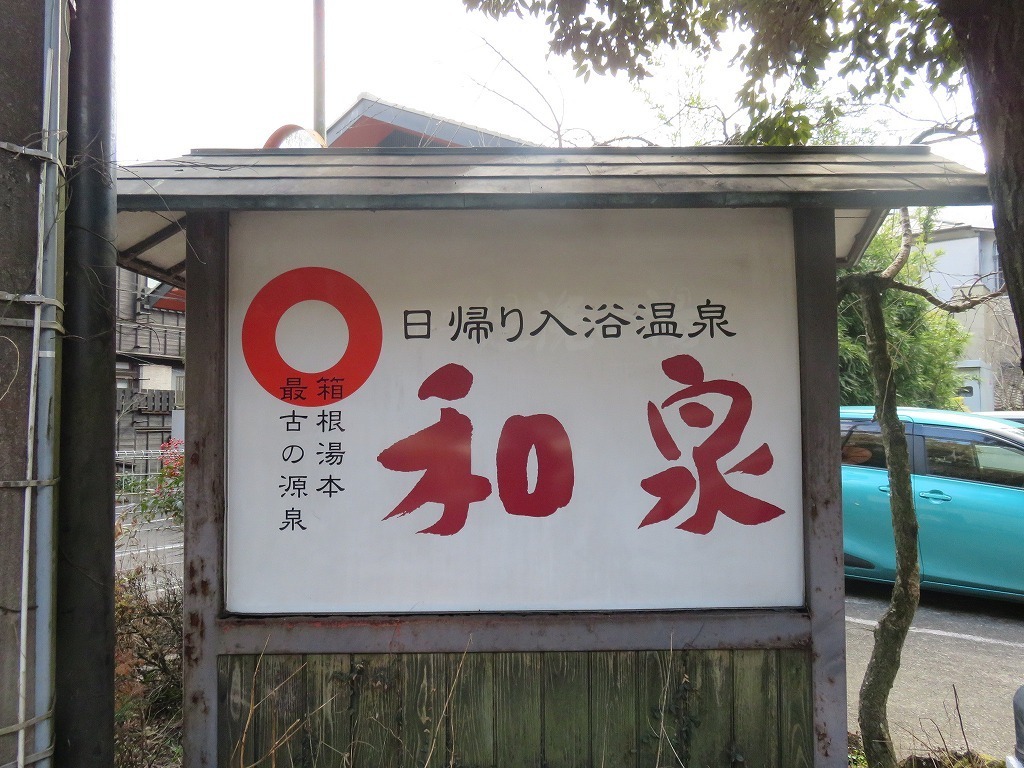 日帰り入浴温泉
和泉
箱根湯本
最古の源泉